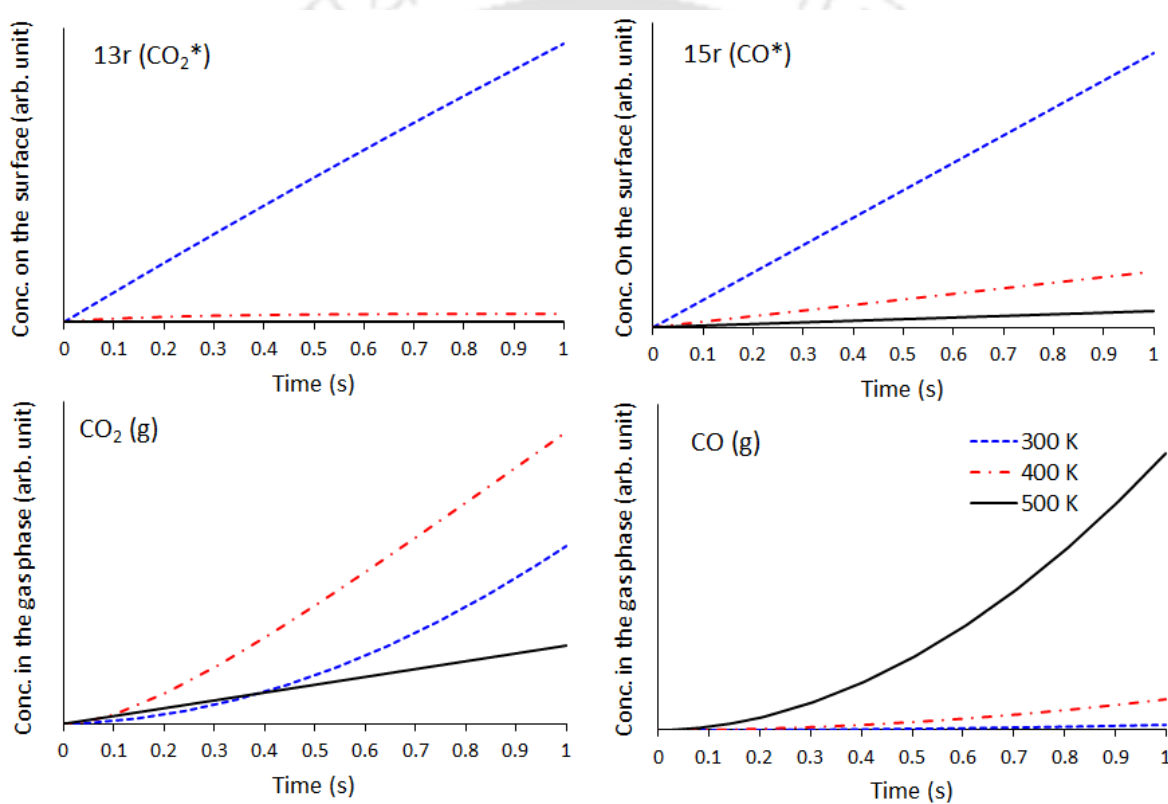 13r (CO₂*)
Conc. on the surface (arb. unit)
0 0.1 0.2 0.3 0.4 0.5 0.6 0.7 0.8 0.9 1
Time (s)
15r (CO*)
Conc. On the surface (arb. unit)
0 0.1 0.2 0.3 0.4 0.5 0.6 0.7 0.8 0.9 1
Time (s)
CO₂ (g)
Conc. in the gasphase (arb. unit)
0 0.1 0.2 0.3 0.4 0.5 0.6 0.7 0.8 0.9 1
Time (s)
CO (g)
300 K
400 K
500 K
Conc. in the gasphase (arb. unit)
0 0.1 0.2 0.3 0.4 0.5 0.6 0.7 0.8 0.9 1
Time (s)